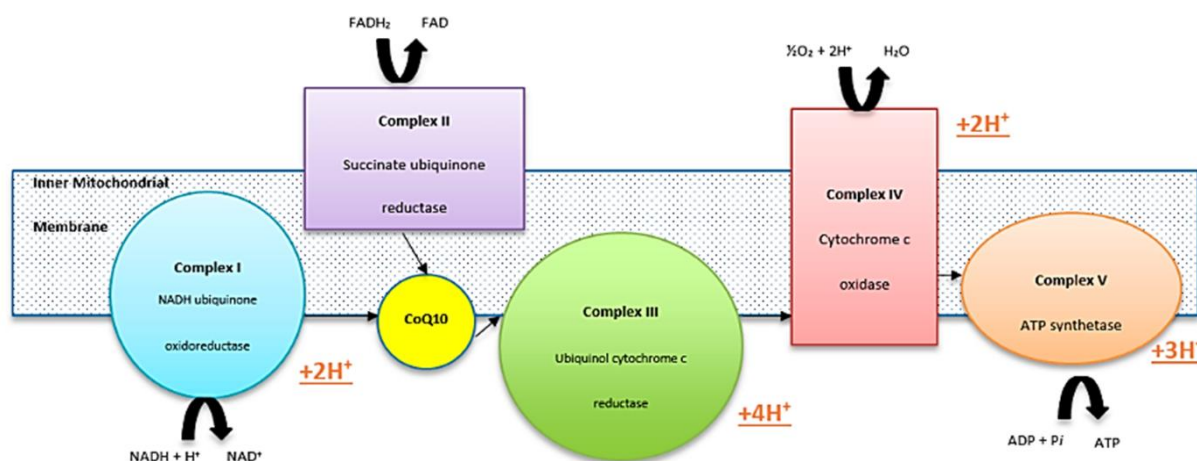 FADH₂ FAD
½O₂ + 2H⁺ H₂O
Complex II
Succinate ubiquinone
reductase
+2H⁺
Inner Mitochondrial
Membrane
Complex I
NADH ubiquinone
oxidoreductase
CoQ10
Complex III
Ubiquinol cytochrome c
reductase
Complex IV
Cytochrome c
oxidase
Complex V
ATP synthetase
+2H⁺
+4H⁺
+3H⁺
NADH + H⁺ NAD⁺
ADP + Pi ATP